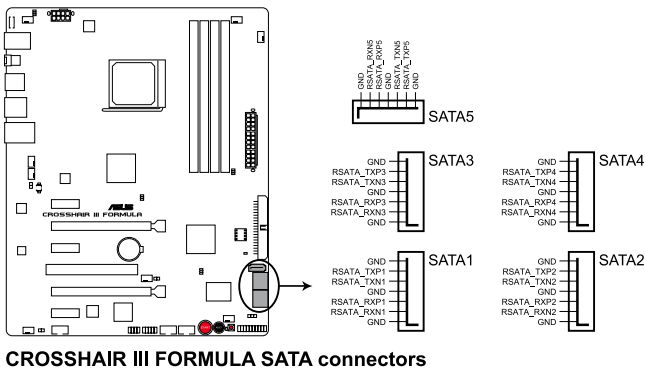 GND
RSATA_RXN5
RSATA_RXP5
GND
RSATA_TXN5
RSATA_TXP5
GND
SATA5
SATA3
GND
RSATA_TXP3
RSATA_TXN3
GND
RSATA_RXP3
RSATA_RXN3
GND
SATA4
GND
RSATA_TXP4
RSATA_TXN4
GND
RSATA_RXP4
RSATA_RXN4
GND
ASUS
CROSSHAIR III FORMULA
SATA1
GND
RSATA_TXP1
RSATA_TXN1
GND
RSATA_RXP1
RSATA_RXN1
GND
SATA2
GND
RSATA_TXP2
RSATA_TXN2
GND
RSATA_RXP2
RSATA_RXN2
GND
CROSSHAIR III FORMULA SATA connectors